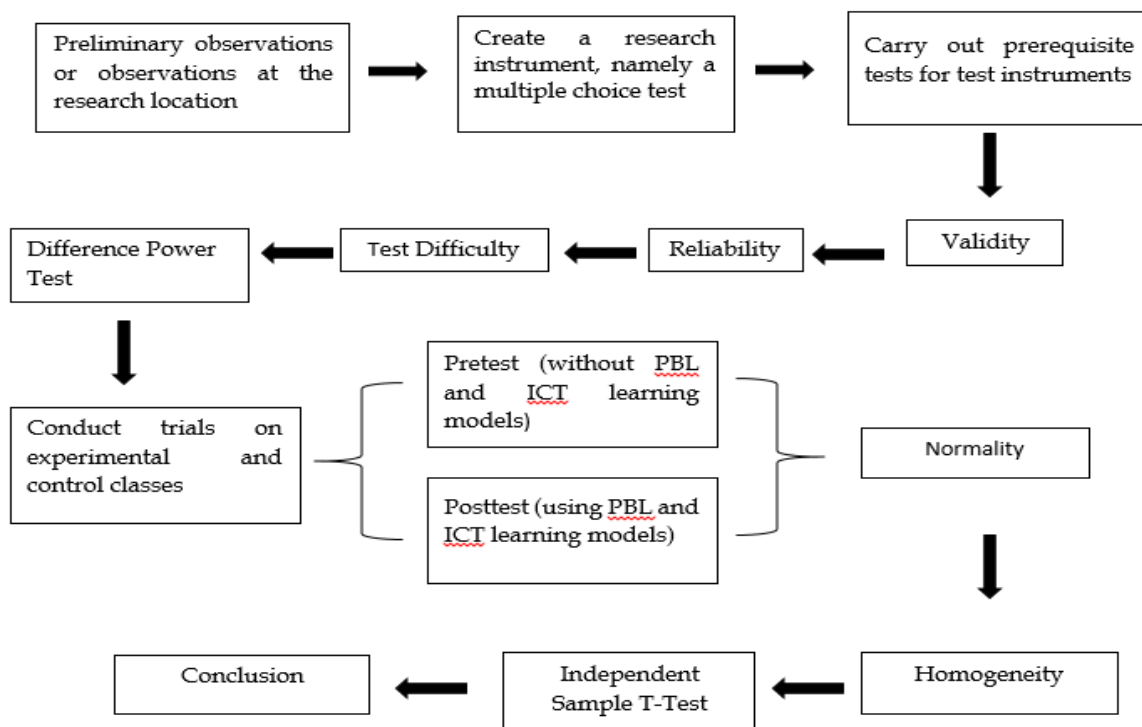 Preliminary observations
or observations at the
research location
Create a research
instrument, namely a
multiple choice test
Carry out prerequisite
tests for test instruments
Validity
Reliability
Test Difficulty
Difference Power
Test
Conduct trials on
experimental and
control classes
Pretest (without PBL
and ICT learning
models)
Posttest (using PBL and
ICT learning models)
Normality
Homogeneity
Independent
Sample T-Test
Conclusion